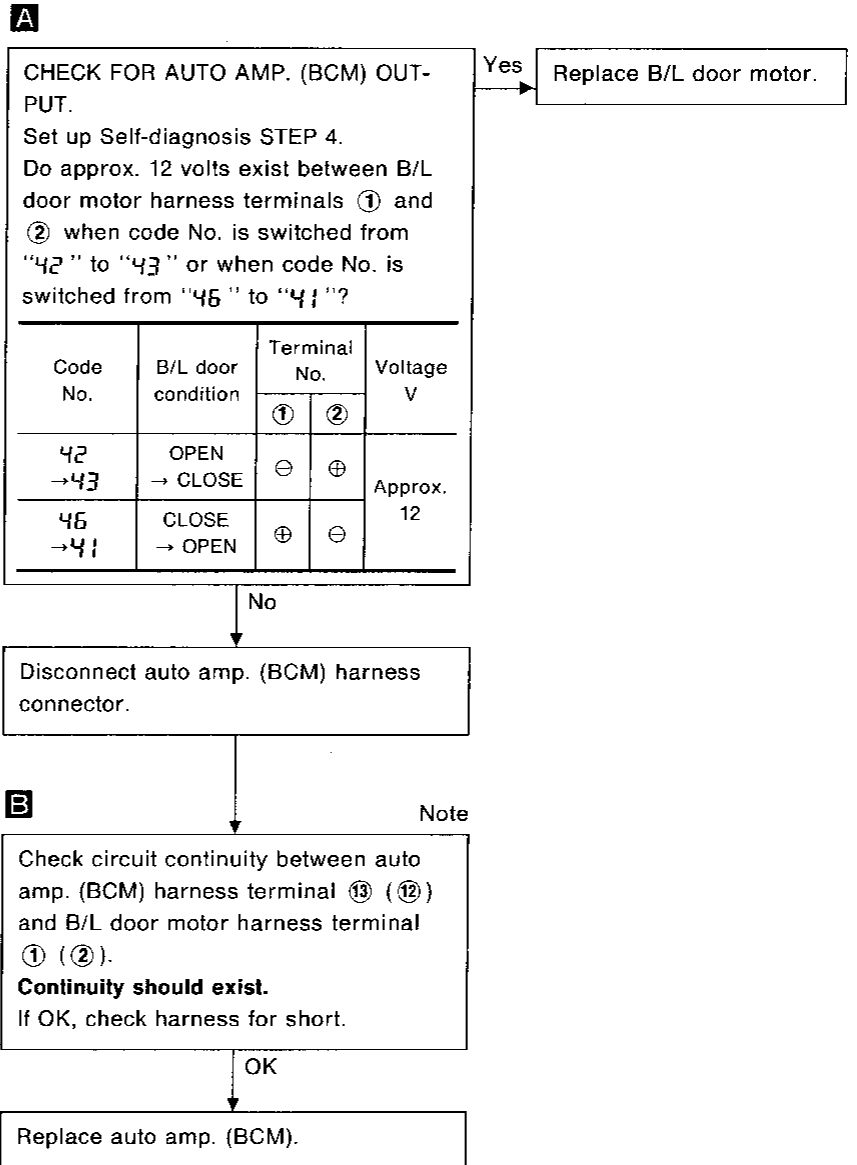 A
CHECK FOR AUTO AMP. (BCM) OUT-
PUT.
Set up Self-diagnosis STEP 4.
Do approx. 12 volts exist between B/L
door motor harness terminals ① and
② when code No. is switched from
"42" to "43" or when code No. is
switched from "46" to "41"?
Yes
Replace B/L door motor.
Code
No.
B/L door
condition
Terminal
No.
① ②
Voltage
V
42
→43
OPEN
→ CLOSE
⊖ ⊕
Approx.
12
46
→41
CLOSE
→ OPEN
⊕ ⊖
No
Disconnect auto amp. (BCM) harness
connector.
B
Note
Check circuit continuity between auto
amp. (BCM) harness terminal ⑬ (⑫)
and B/L door motor harness terminal
① (②).
Continuity should exist.
If OK, check harness for short.
OK
Replace auto amp. (BCM).